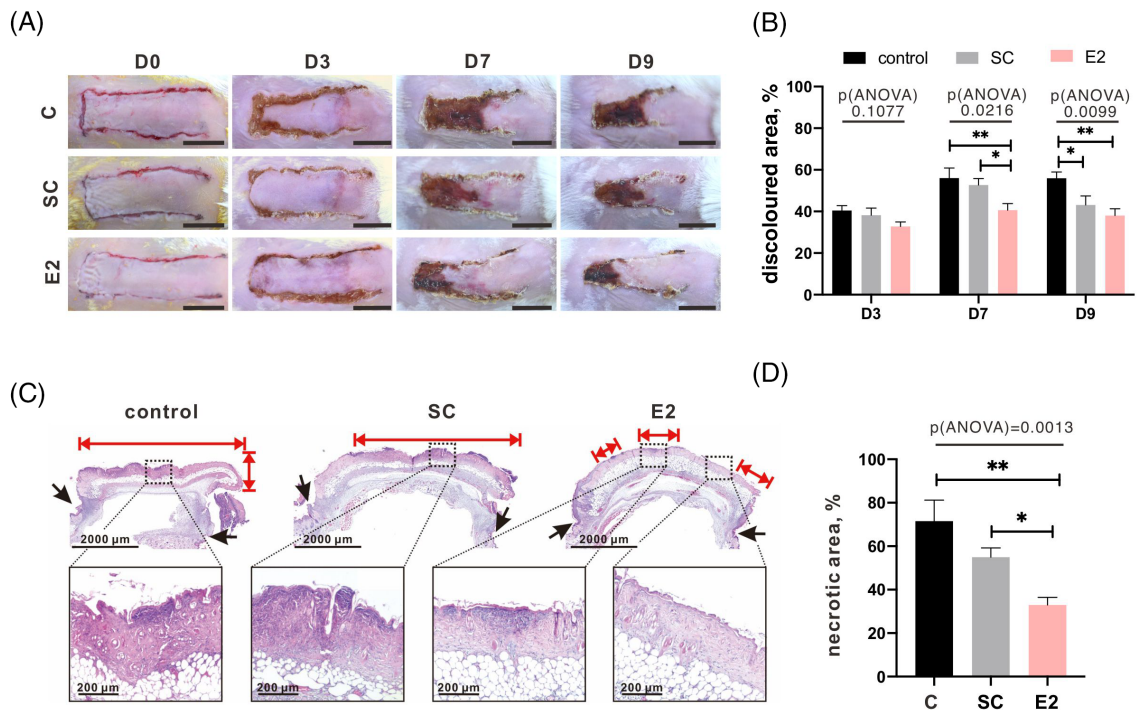 (A)
D0 D3 D7 D9
C
SC
E2
(B)
control SC E2
discoloured area, %
100
80
60
40
20
0
p(ANOVA)
0.1077
p(ANOVA)
0.0216
p(ANOVA)
0.0099
** **
* *
D3 D7 D9
(C)
control SC E2
2000 µm 2000 µm 2000 µm
200 µm 200 µm 200 µm 200 µm
(D)
p(ANOVA)=0.0013
necrotic area, %
100
80
60
40
20
0
**
*
C SC E2